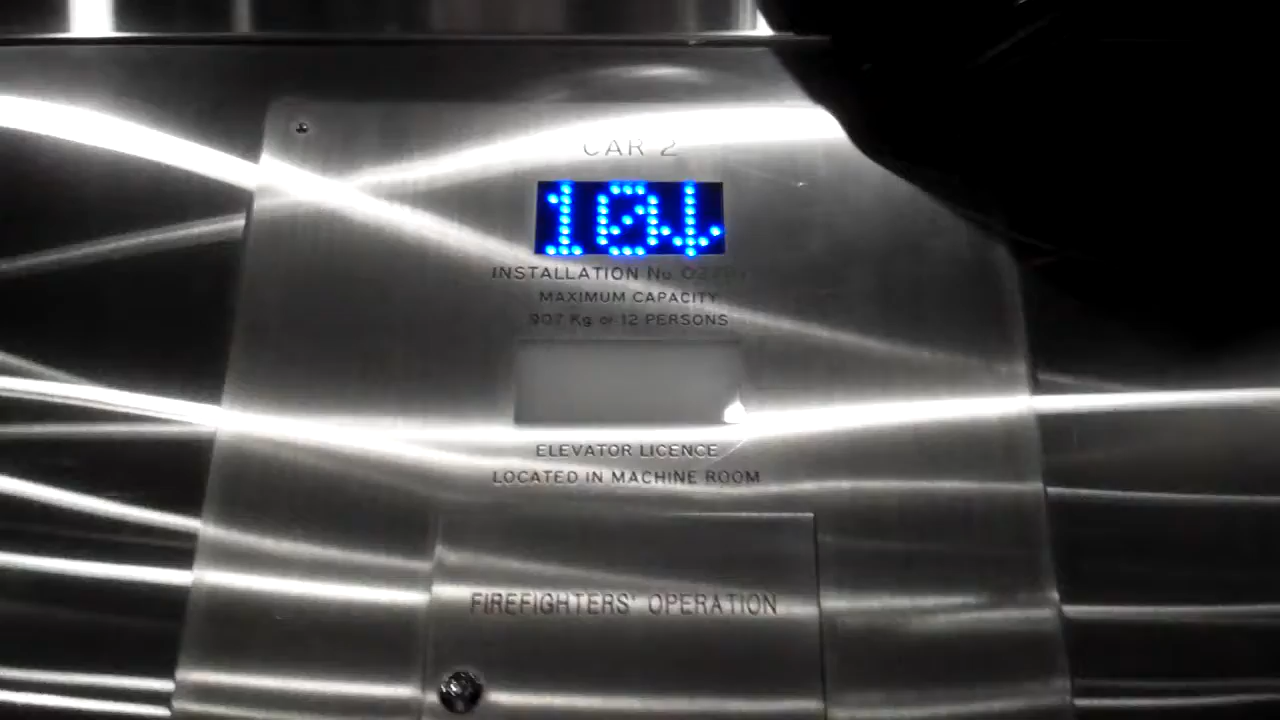 CAR 2
10↓
INSTALLATION No
MAXIMUM CAPACITY
907 Kg or 12 PERSONS
ELEVATOR LICENCE
LOCATED IN MACHINE ROOM
FIREFIGHTERS' OPERATION